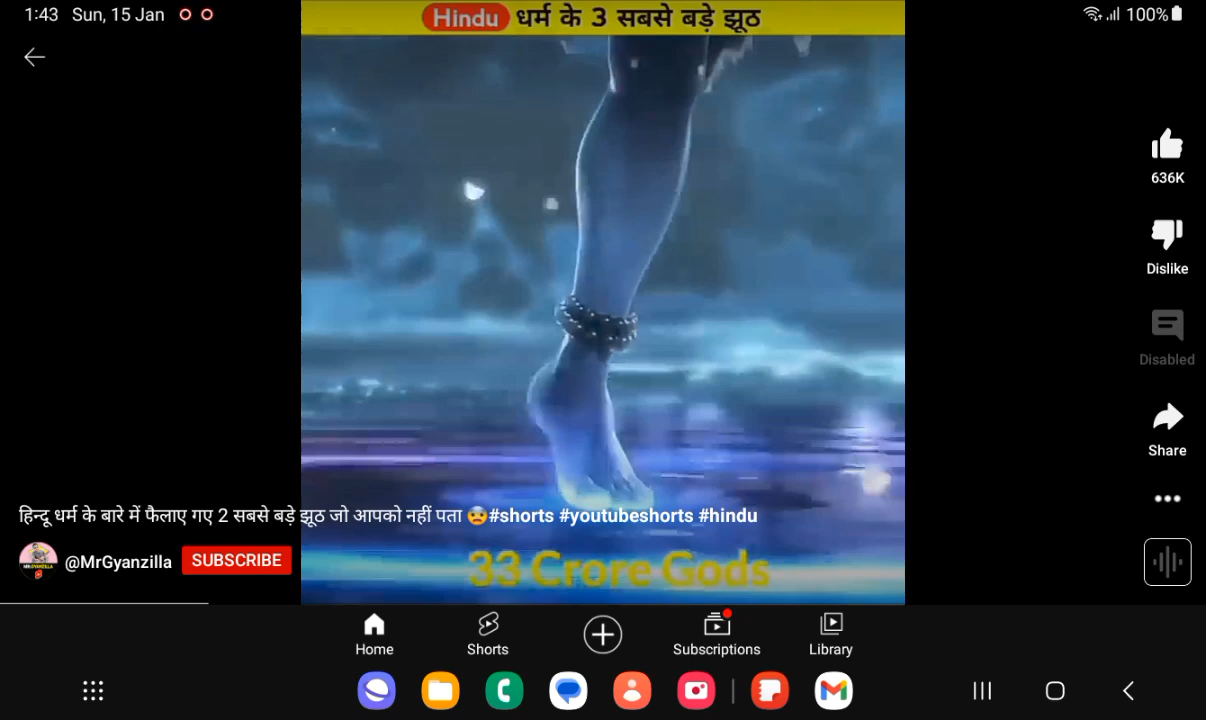 1:43 Sun, 15 Jan
100%
Hindu धर्म के 3 सबसे बड़े झूठ
636K
Dislike
Disabled
Share
हिन्दू धर्म के बारे में फैलाए गए 2 सबसे बड़े झूठ जो आपको नहीं पता 😨#shorts #youtubeshorts #hindu
@MrGyanzilla SUBSCRIBE
33 Crore Gods
Home Shorts Subscriptions Library